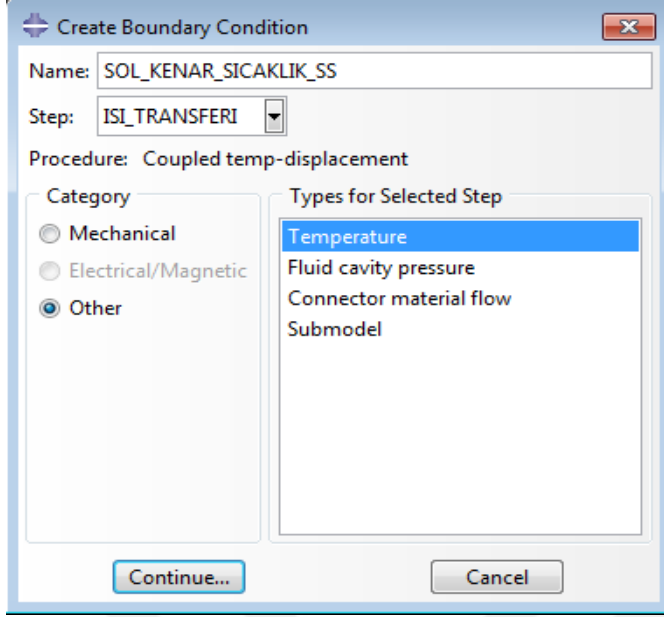 Create Boundary Condition
Name: SOL_KENAR_SICAKLIK_SS
Step: ISI_TRANSFERI
Procedure: Coupled temp-displacement
Category
Mechanical
Electrical/Magnetic
Other
Types for Selected Step
Temperature
Fluid cavity pressure
Connector material flow
Submodel
Continue...
Cancel